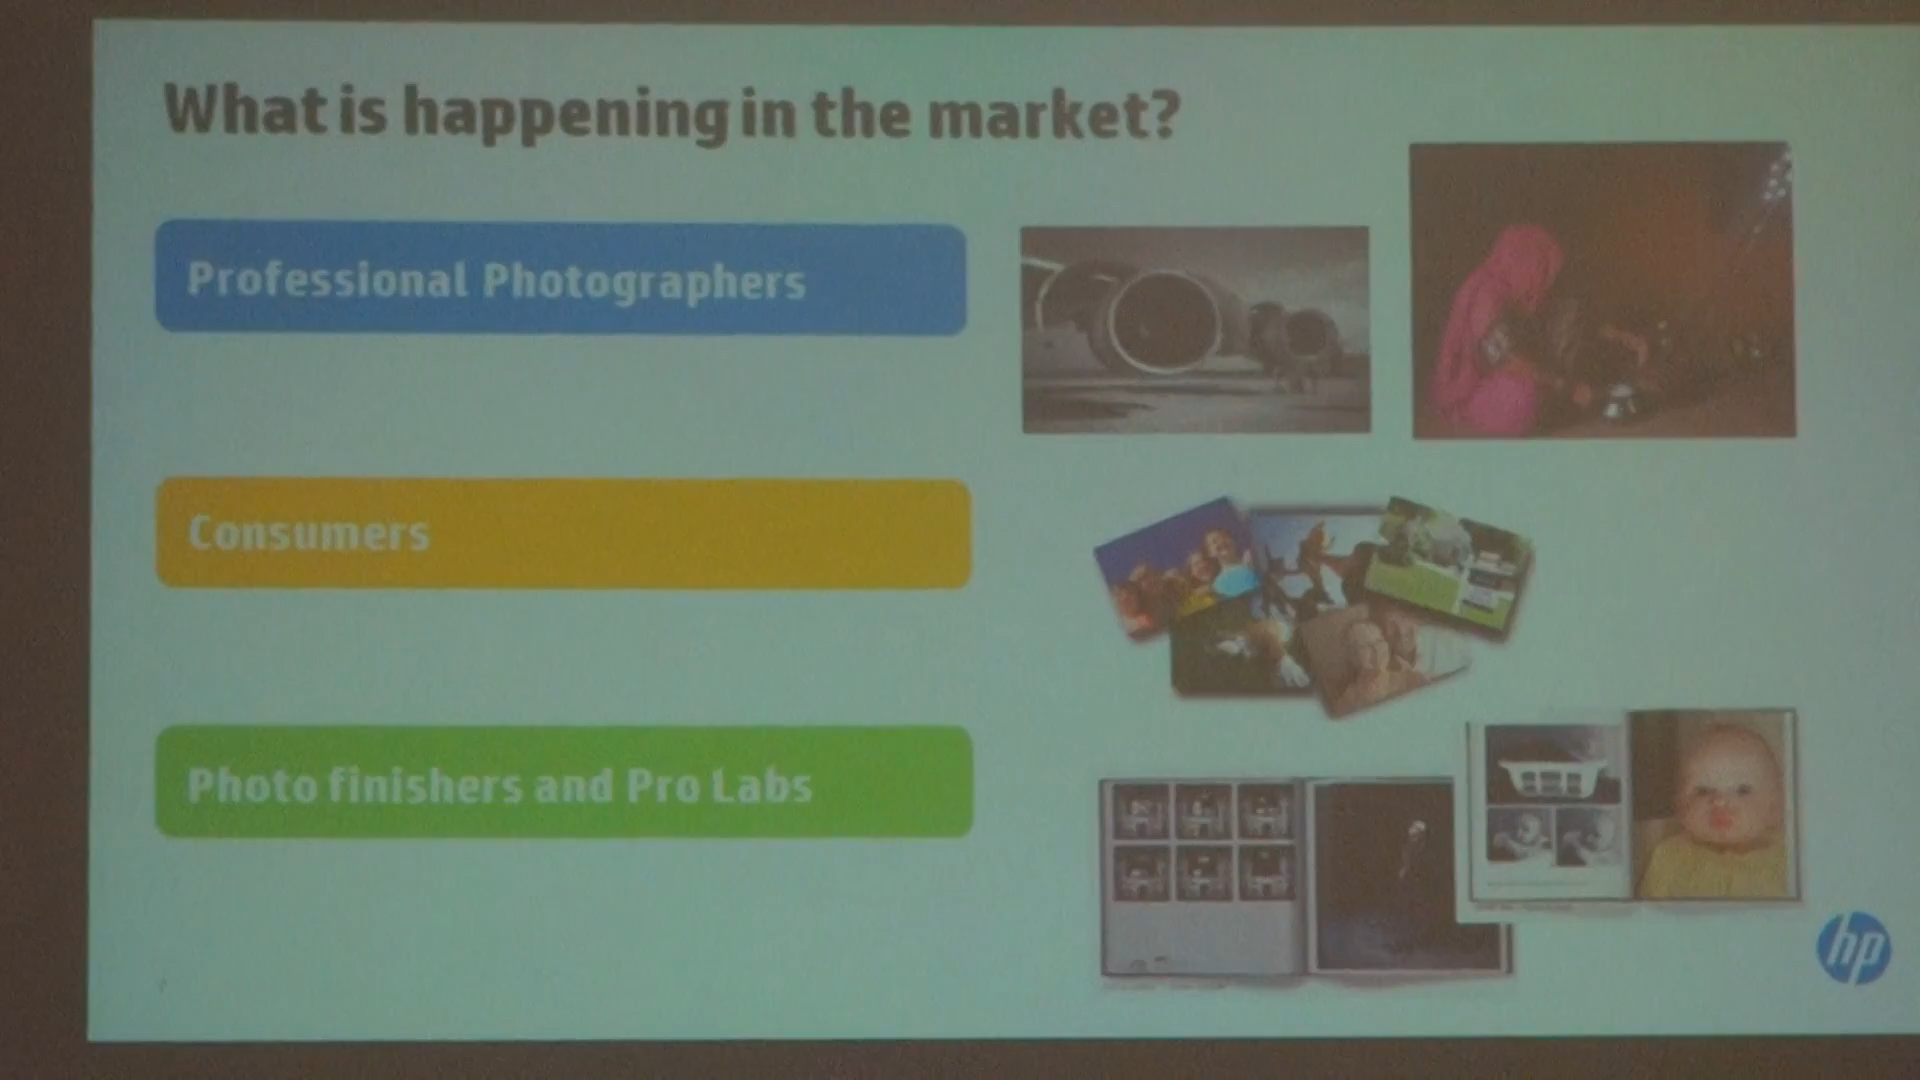 What is happening in the market?
Professional Photographers
Consumers
Photo finishers and Pro Labs
hp